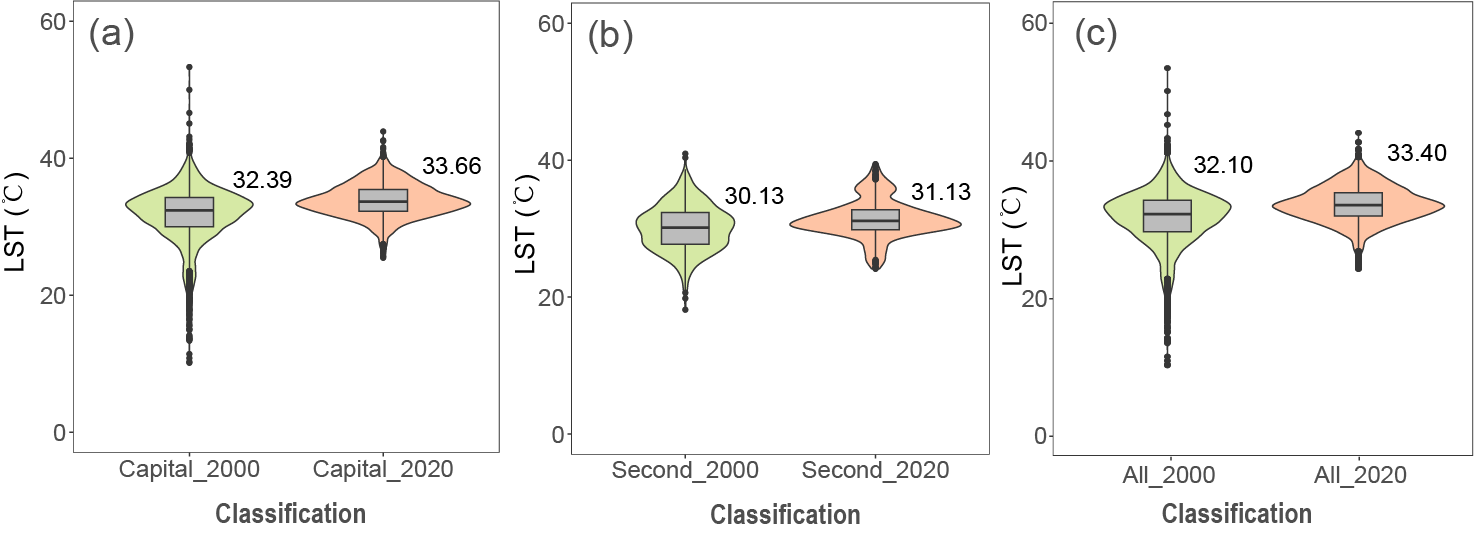 (a)
60
40
20
0
LST (℃)
32.39
33.66
Capital_2000
Capital_2020
Classification
(b)
60
40
20
0
LST (℃)
30.13
31.13
Second_2000
Second_2020
Classification
(c)
60
40
20
0
LST (℃)
32.10
33.40
All_2000
All_2020
Classification